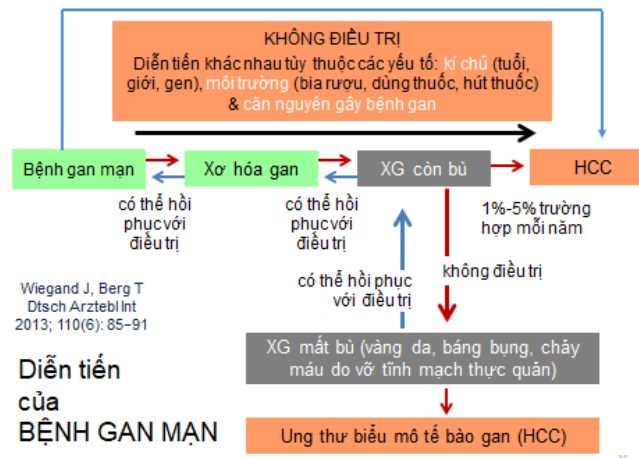 KHÔNG ĐIỀU TRỊ
Diễn tiến khác nhau tùy thuộc các yếu tố: kí chủ (tuổi,
giới, gen), môi trường (bia rượu, dùng thuốc, hút thuốc)
& căn nguyên gây bệnh gan
Bệnh gan mạn
Xơ hóa gan
XG còn bù
HCC
có thể hồi
phục với
điều trị
có thể hồi
phục với
điều trị
1%-5% trường
hợp mỗi năm
có thể hồi phục
với điều trị
không điều trị
Wiegand J, Berg T
Dtsch Arztebl Int
2013; 110(6): 85–91
XG mất bù (vàng da, báng bụng, chảy
máu do vỡ tĩnh mạch thực quản)
Diễn tiến
của
BỆNH GAN MẠN
Ung thư biểu mô tế bào gan (HCC)